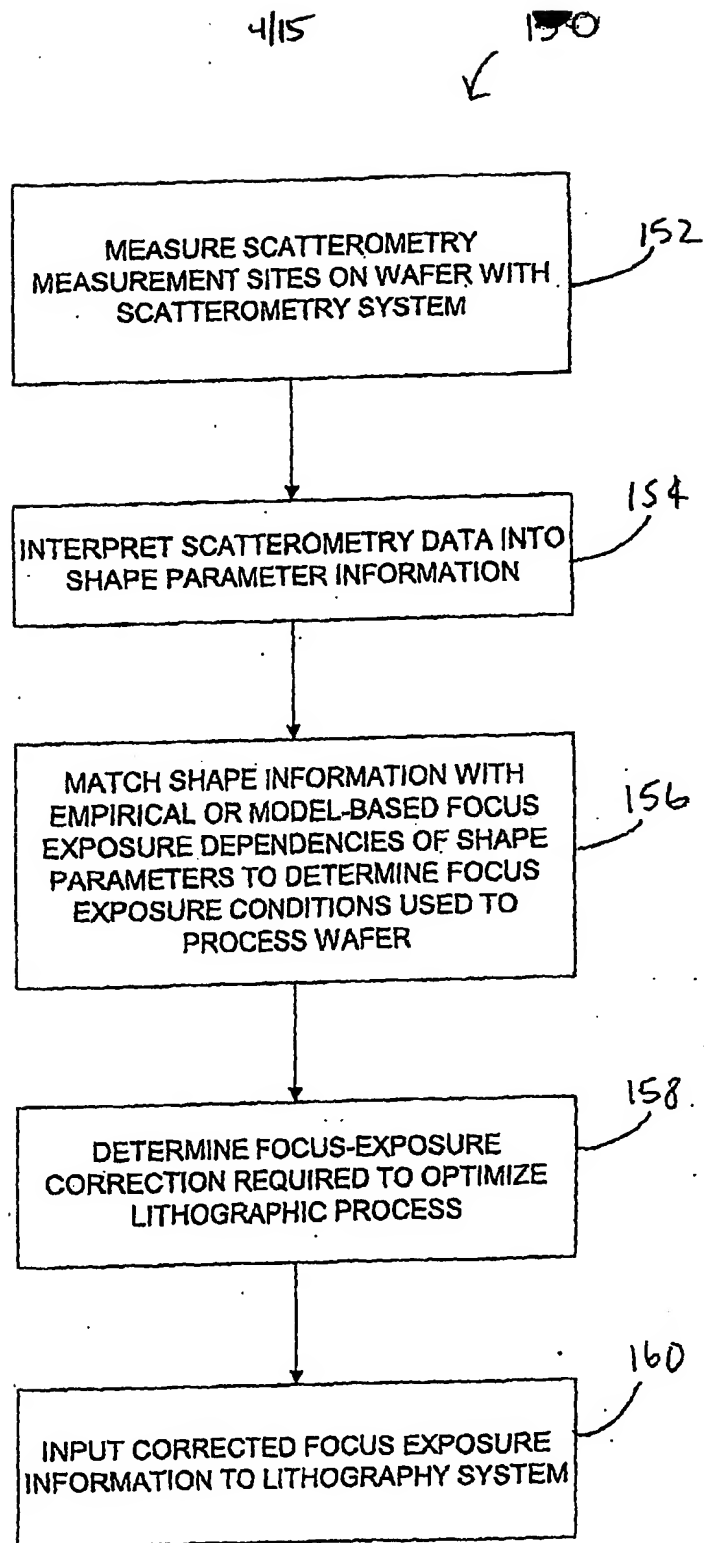 4/15
150
MEASURE SCATTEROMETRY
MEASUREMENT SITES ON WAFER WITH
SCATTEROMETRY SYSTEM
152
INTERPRET SCATTEROMETRY DATA INTO
SHAPE PARAMETER INFORMATION
154
MATCH SHAPE INFORMATION WITH
EMPIRICAL OR MODEL-BASED FOCUS
EXPOSURE DEPENDENCIES OF SHAPE
PARAMETERS TO DETERMINE FOCUS
EXPOSURE CONDITIONS USED TO
PROCESS WAFER
156
DETERMINE FOCUS-EXPOSURE
CORRECTION REQUIRED TO OPTIMIZE
LITHOGRAPHIC PROCESS
158
INPUT CORRECTED FOCUS EXPOSURE
INFORMATION TO LITHOGRAPHY SYSTEM
160